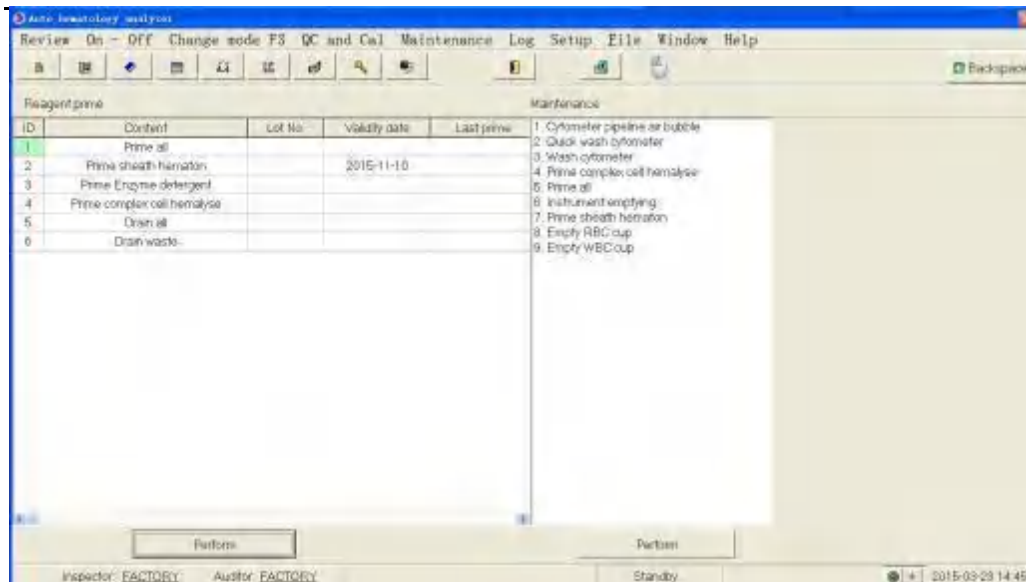 Auto hematology analyzer
Review On - Off Change mode F3 QC and Cal Maintenance Log Setup File Window Help
Backspace
Reagent prime
Maintenance
ID Content Lot No. Validity date Last prime
1 Prime all
2 Prime sheath hematon 2015-11-10
3 Prime Enzyme detergent
4 Prime complex cell hemalyse
5 Drain all
6 Drain waste
1. Cytometer pipeline air bubble
2. Quick wash cytometer
3. Wash cytometer
4. Prime complex cell hemalyse
5. Prime all
6. Instrument emptying
7. Prime sheath hematon
8. Empty RBC cup
9. Empty WBC cup
Perform
Perform
Inspector: FACTORY Auditor: FACTORY Standby 2015-03-23 14:45